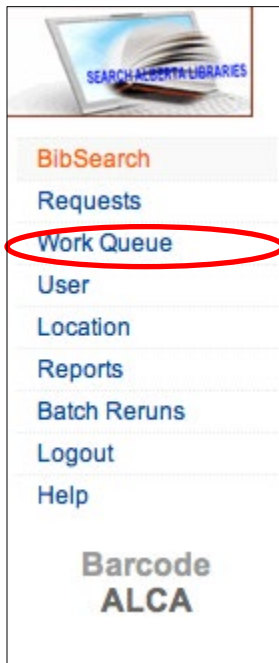 SEARCH ALBERTA LIBRARIES
BibSearch
Requests
Work Queue
User
Location
Reports
Batch Reruns
Logout
Help
Barcode
ALCA